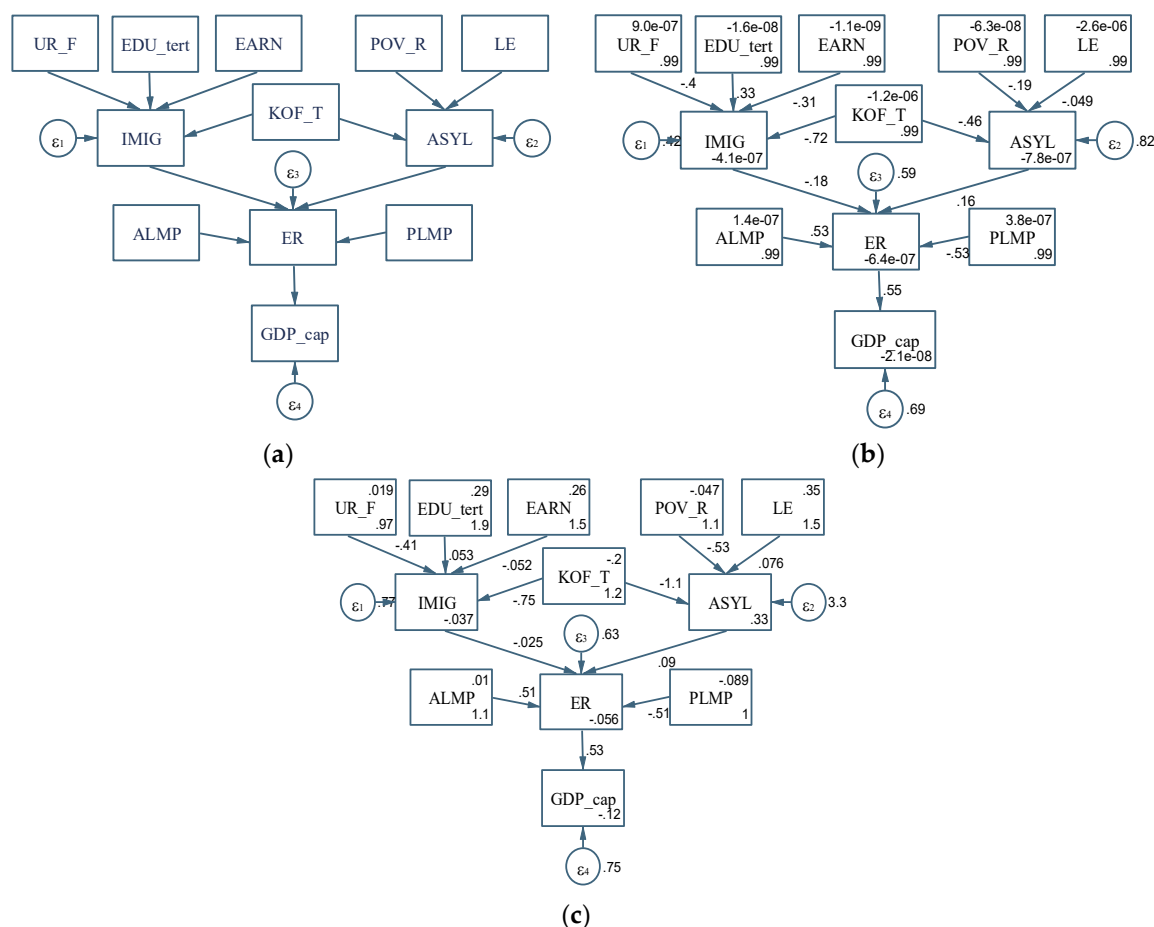 UR_F EDU_tert EARN POV_R LE
KOF_T
ε1 IMIG ASYL ε2
ε3
ALMP ER PLMP
GDP_cap
ε4
(a)
9.0e-07 -1.6e-08 -1.1e-09 -6.3e-08 -2.6e-06
UR_F EDU_tert EARN POV_R LE
.99 .99 .99 .99 .99
-.4 .33 -.31 -.19 -.049
-1.2e-06
KOF_T
.99
ε1 .42 IMIG -.72 -.46 ASYL ε2 .82
-4.1e-07 -7.8e-07
-.18 ε3 .59 .16
1.4e-07 3.8e-07
ALMP .53 ER -.53 PLMP
.99 -6.4e-07 .99
.55
GDP_cap
-2.1e-08
ε4 .69
(b)
.019 .29 .26 -.047 .35
UR_F EDU_tert EARN POV_R LE
.97 1.9 1.5 1.1 1.5
-.41 .053 -.052 -.53 .076
-.2
KOF_T
1.2
ε1 .77 IMIG -.75 -1.1 ASYL ε2 3.3
-.037 .33
-.025 ε3 .63 .09
.01 -.089
ALMP .51 ER -.51 PLMP
1.1 -.056 1
.53
GDP_cap
-.12
ε4 .75
(c)